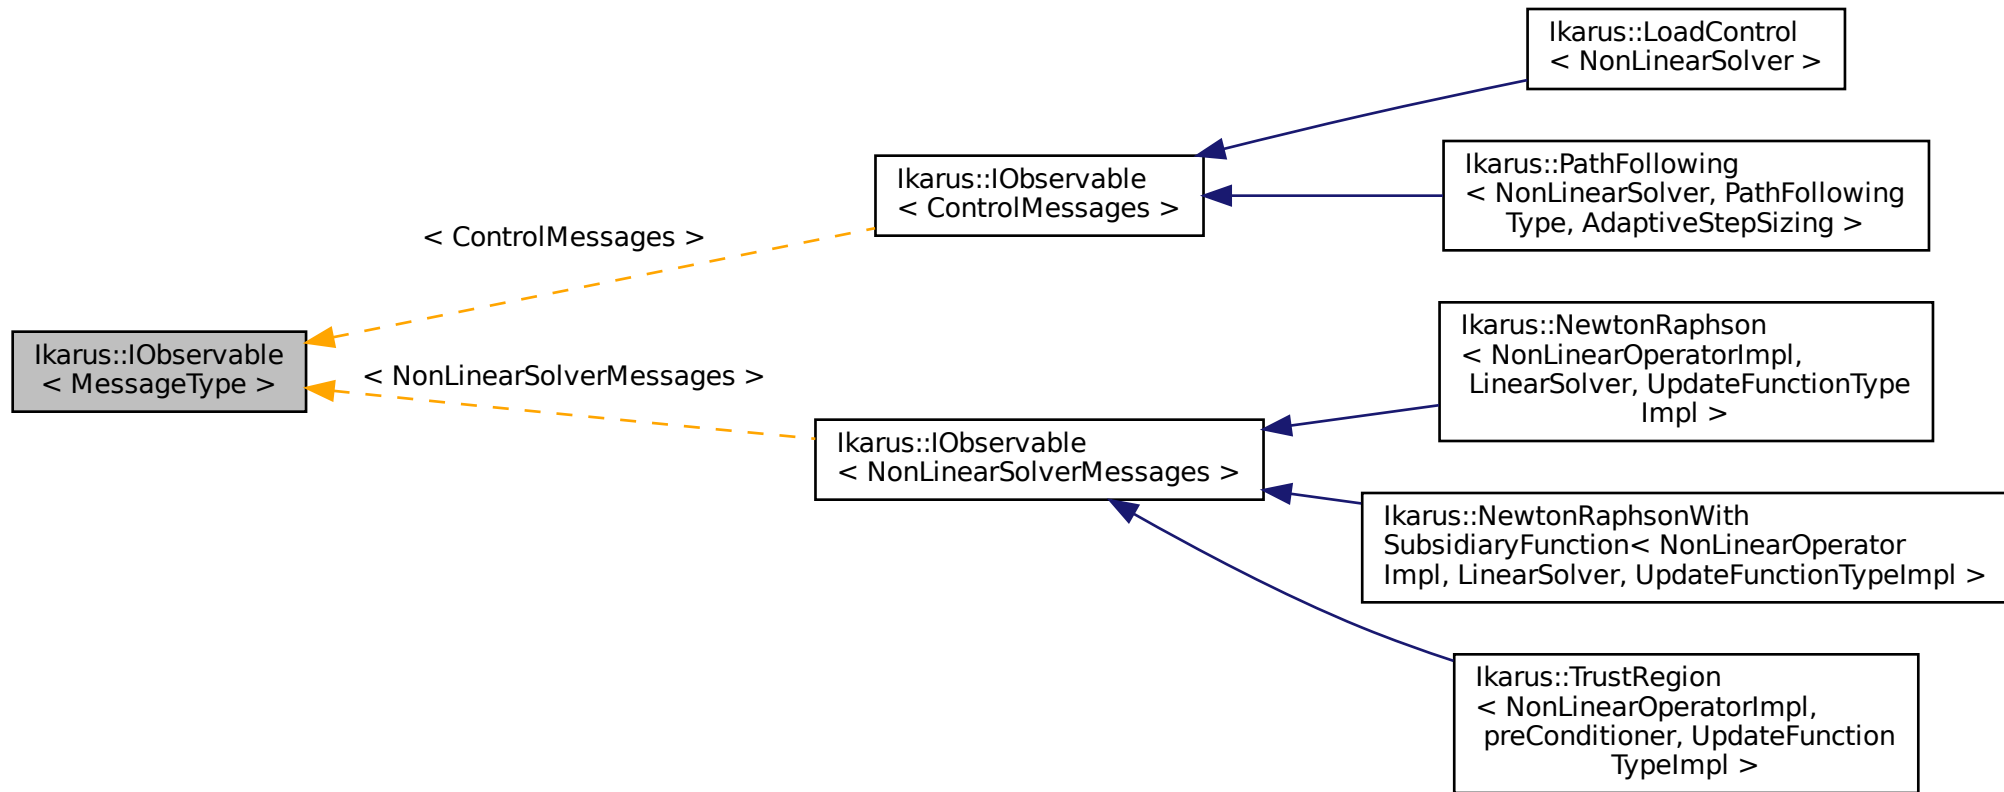 Ikarus::LoadControl
< NonLinearSolver >
Ikarus::PathFollowing
< NonLinearSolver, PathFollowing
Type, AdaptiveStepSizing >
Ikarus::IObservable
< ControlMessages >
< ControlMessages >
Ikarus::IObservable
< MessageType >
< NonLinearSolverMessages >
Ikarus::NewtonRaphson
< NonLinearOperatorImpl,
LinearSolver, UpdateFunctionType
Impl >
Ikarus::IObservable
< NonLinearSolverMessages >
Ikarus::NewtonRaphsonWith
SubsidiaryFunction< NonLinearOperator
Impl, LinearSolver, UpdateFunctionTypeImpl >
Ikarus::TrustRegion
< NonLinearOperatorImpl,
preConditioner, UpdateFunction
TypeImpl >